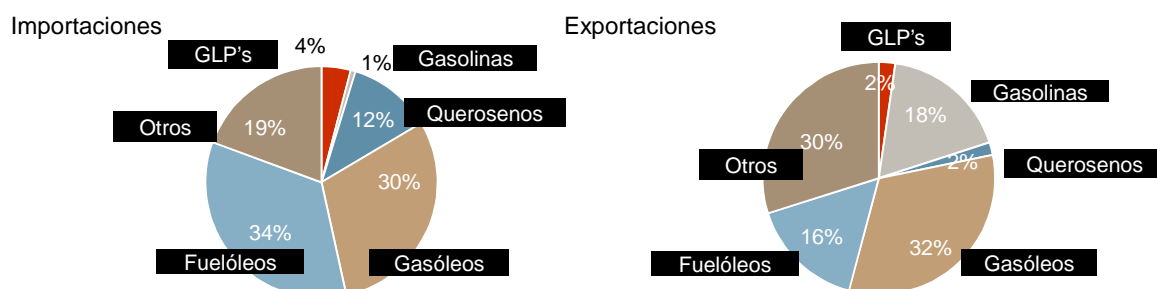 Importaciones
GLP's
4%
1%
Gasolinas
12%
Querosenos
Otros
19%
30%
34%
Fuelóleos
Gasóleos
Exportaciones
GLP's
2%
Gasolinas
18%
30%
Otros
2%
Querosenos
16%
32%
Fuelóleos
Gasóleos